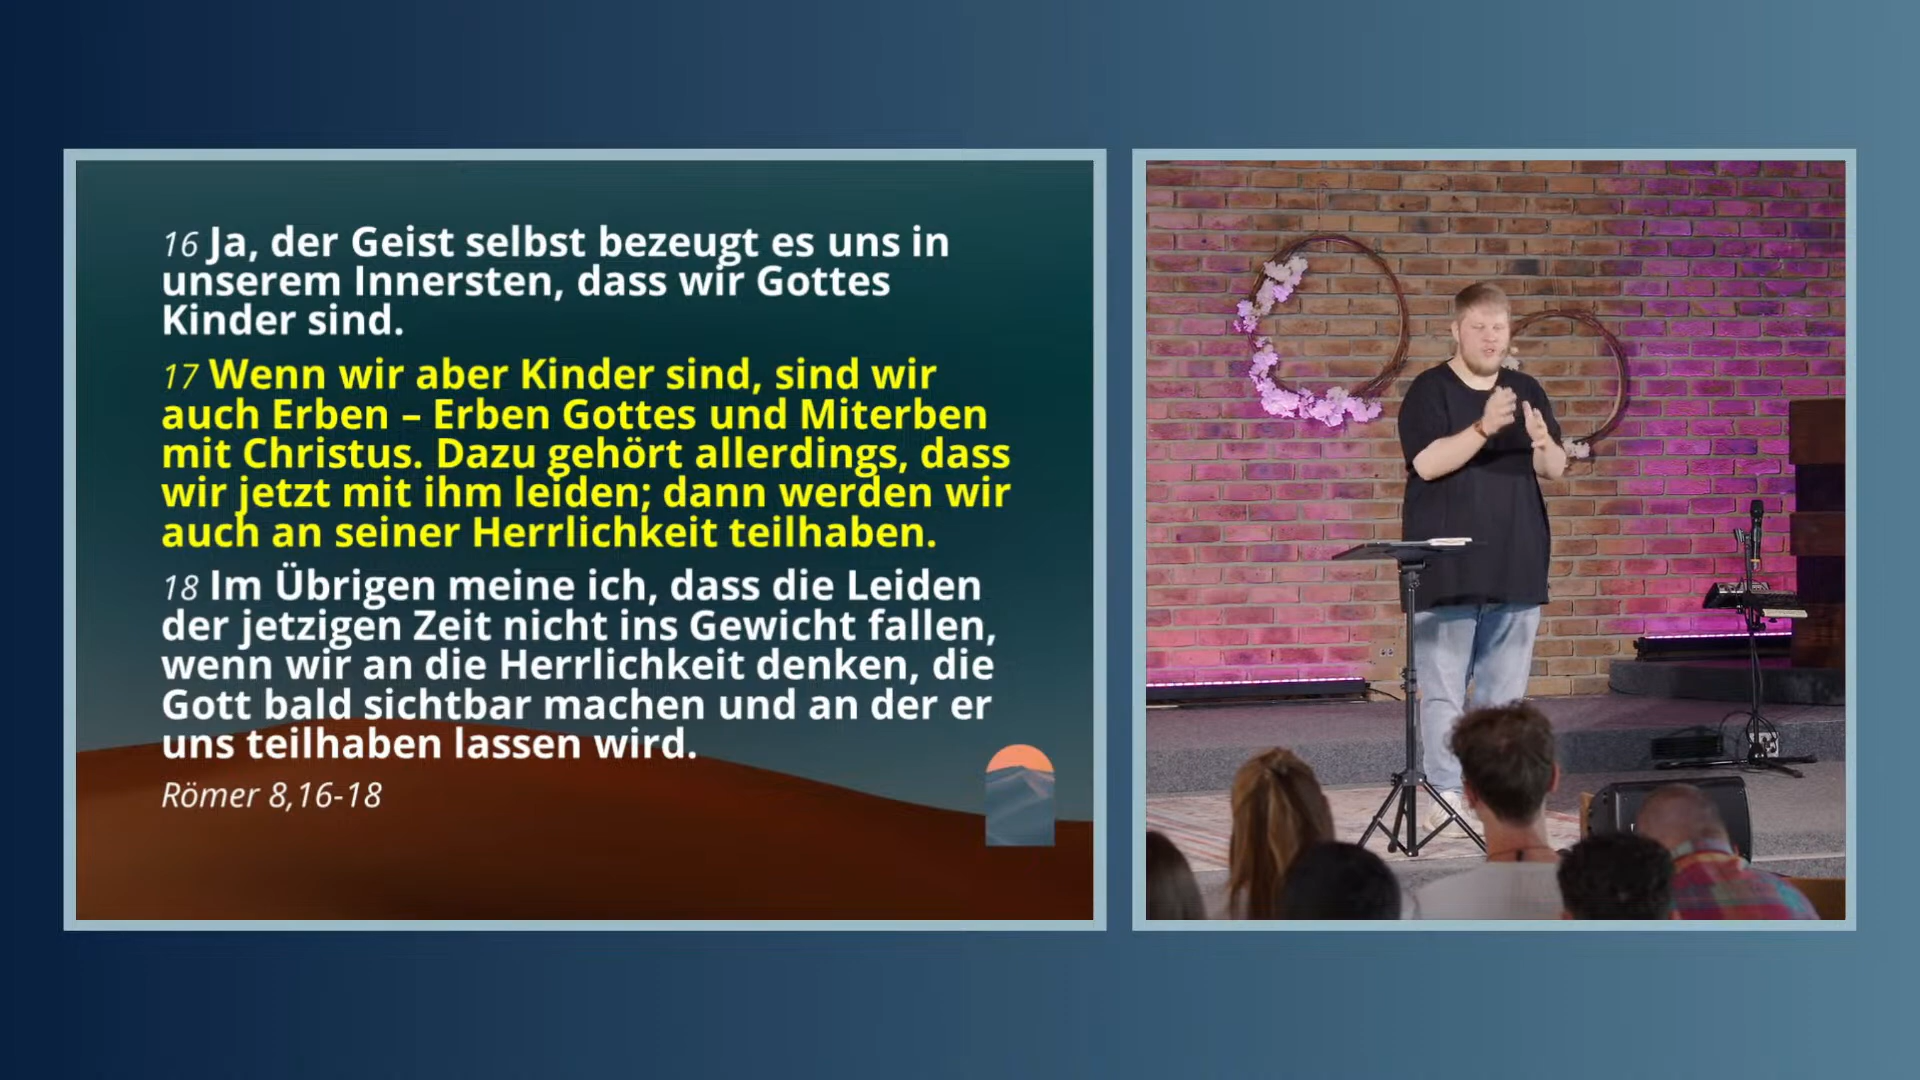 16 Ja, der Geist selbst bezeugt es uns in
unserem Innersten, dass wir Gottes
Kinder sind.
17 Wenn wir aber Kinder sind, sind wir
auch Erben – Erben Gottes und Miterben
mit Christus. Dazu gehört allerdings, dass
wir jetzt mit ihm leiden; dann werden wir
auch an seiner Herrlichkeit teilhaben.
18 Im Übrigen meine ich, dass die Leiden
der jetzigen Zeit nicht ins Gewicht fallen,
wenn wir an die Herrlichkeit denken, die
Gott bald sichtbar machen und an der er
uns teilhaben lassen wird.
Römer 8,16-18